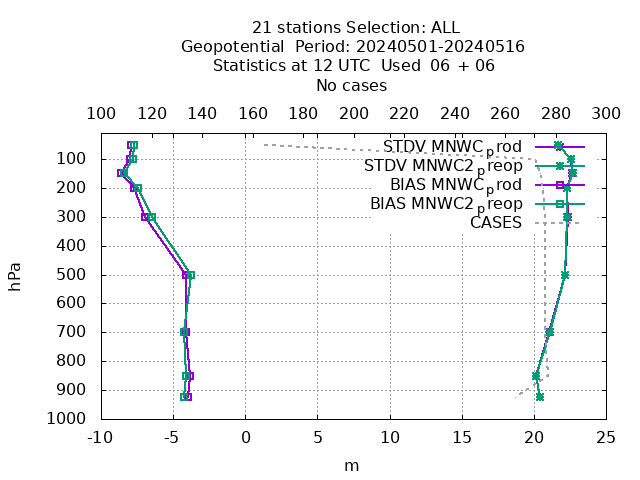 21 stations Selection: ALL
Geopotential  Period: 20240501-20240516
Statistics at 12 UTC  Used  06 + 06
No cases
100 120 140 160 180 200 220 240 260 280 300
STDV MNWC_prod
STDV MNWC2_preop
BIAS MNWC_prod
BIAS MNWC2_preop
CASES
hPa
100
200
300
400
500
600
700
800
900
1000
-10 -5 0 5 10 15 20 25
m